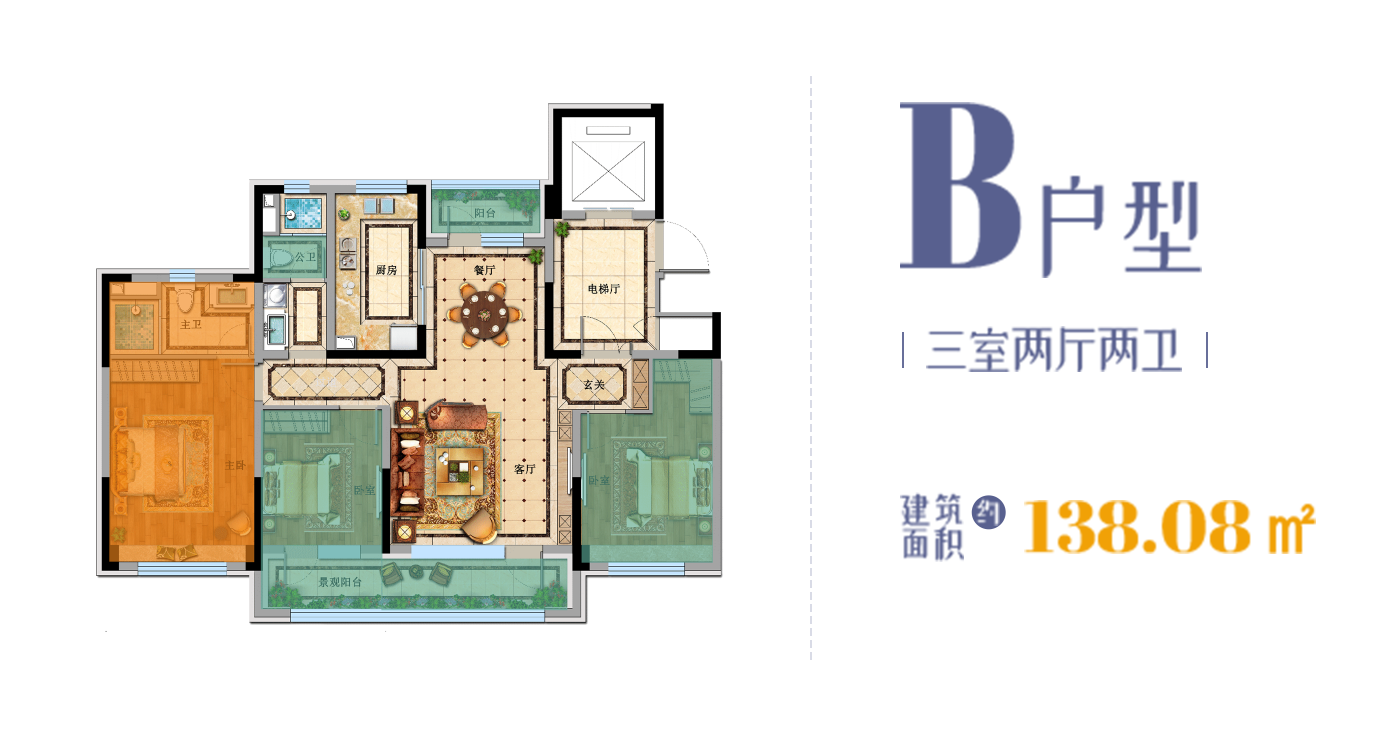 阳台
公卫
厨房
餐厅
电梯厅
主卫
玄关
主卧
卧室
客厅
卧室
景观阳台
B户型
三室两厅两卫
建筑面积 约 138.08 m²